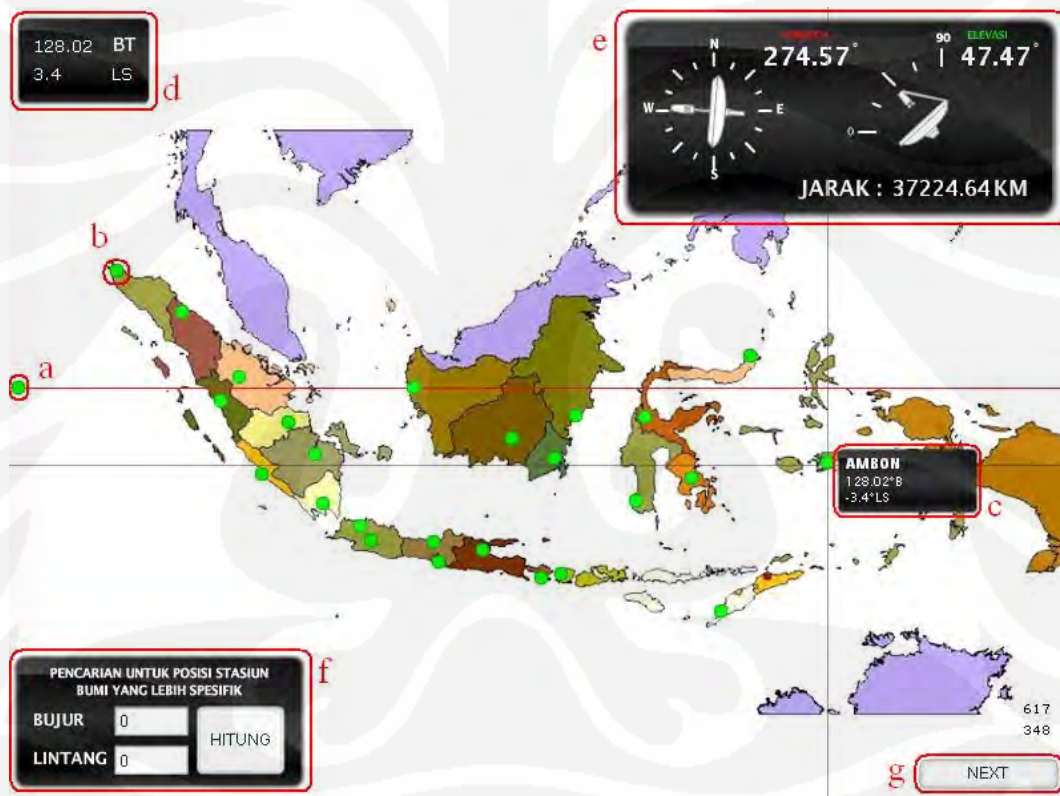 128.02 BT
3.4 LS
d
e
N
W E
S
274.57°
90 ELEVASI
47.47°
0
JARAK : 37224.64 KM
b
a
AMBON
128.02°B
-3.4°LS
c
PENCARIAN UNTUK POSISI STASIUN
BUMI YANG LEBIH SPESIFIK
BUJUR 0
LINTANG 0
HITUNG
f
617
348
g
NEXT